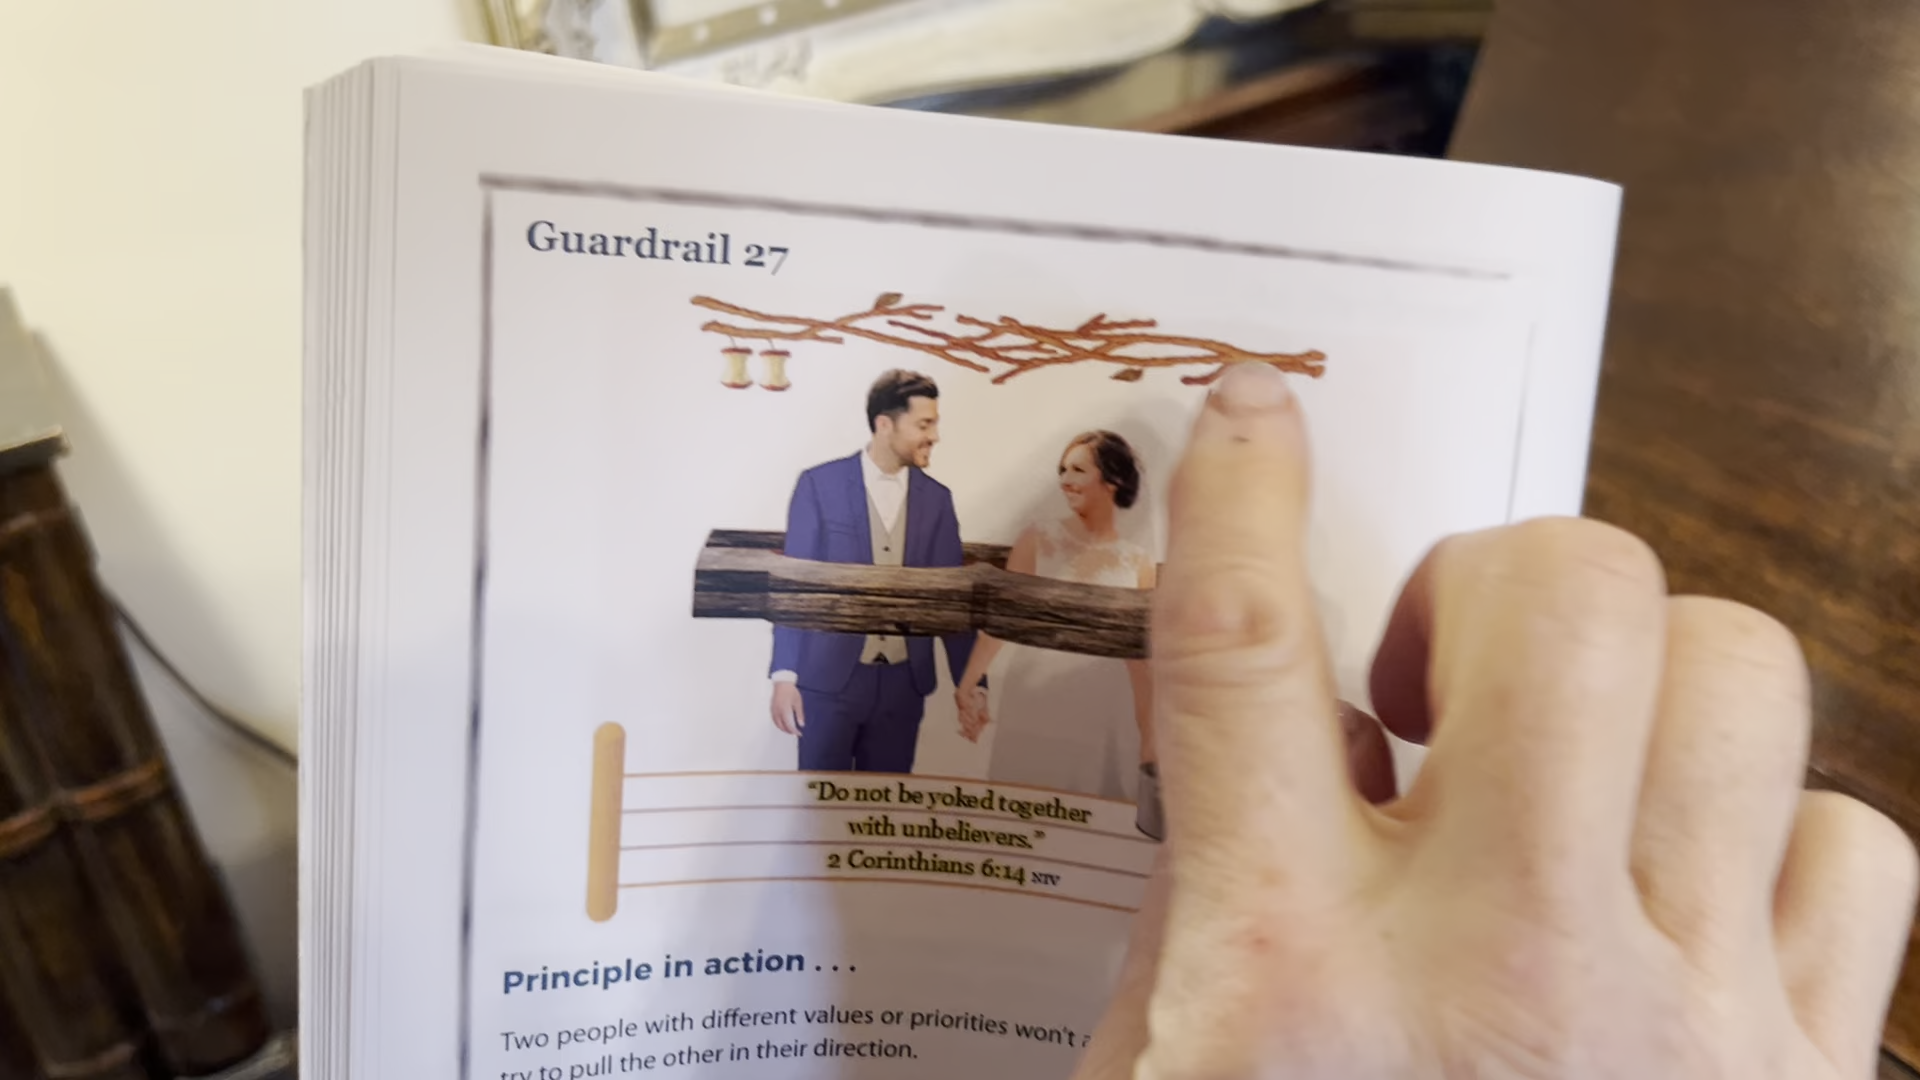 Guardrail 27
“Do not be yoked together
with unbelievers.”
2 Corinthians 6:14 NIV
Principle in action . . .
Two people with different values or priorities won't
try to pull the other in their direction.